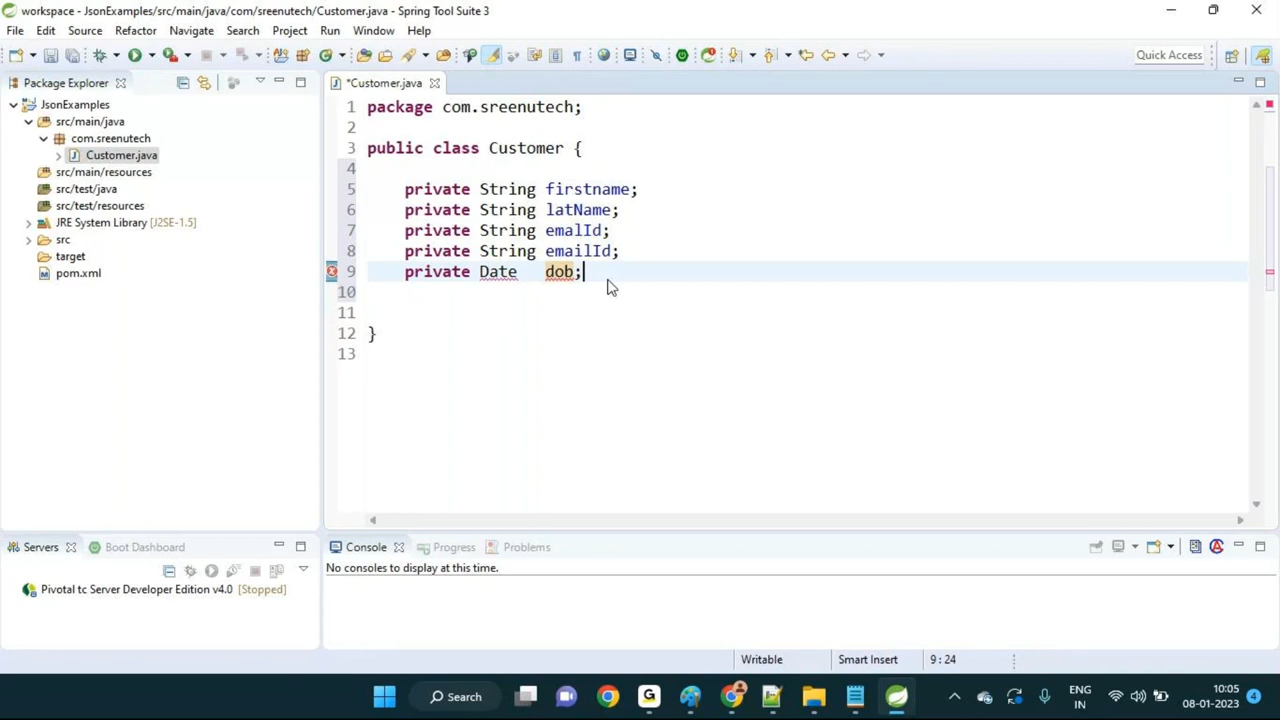 workspace - JsonExamples/src/main/java/com/sreenutech/Customer.java - Spring Tool Suite 3
File Edit Source Refactor Navigate Search Project Run Window Help
Quick Access
Package Explorer
*Customer.java
JsonExamples
src/main/java
com.sreenutech
Customer.java
src/main/resources
src/test/java
src/test/resources
JRE System Library [J2SE-1.5]
src
target
pom.xml
1 package com.sreenutech;
2
3 public class Customer {
4
5 private String firstname;
6 private String latName;
7 private String emalId;
8 private String emailId;
9 private Date dob;
10
11
12 }
13
Servers Boot Dashboard
Pivotal tc Server Developer Edition v4.0 [Stopped]
Console Progress Problems
No consoles to display at this time.
Writable Smart Insert 9 : 24
Search
ENG
IN
10:05
08-01-2023
4